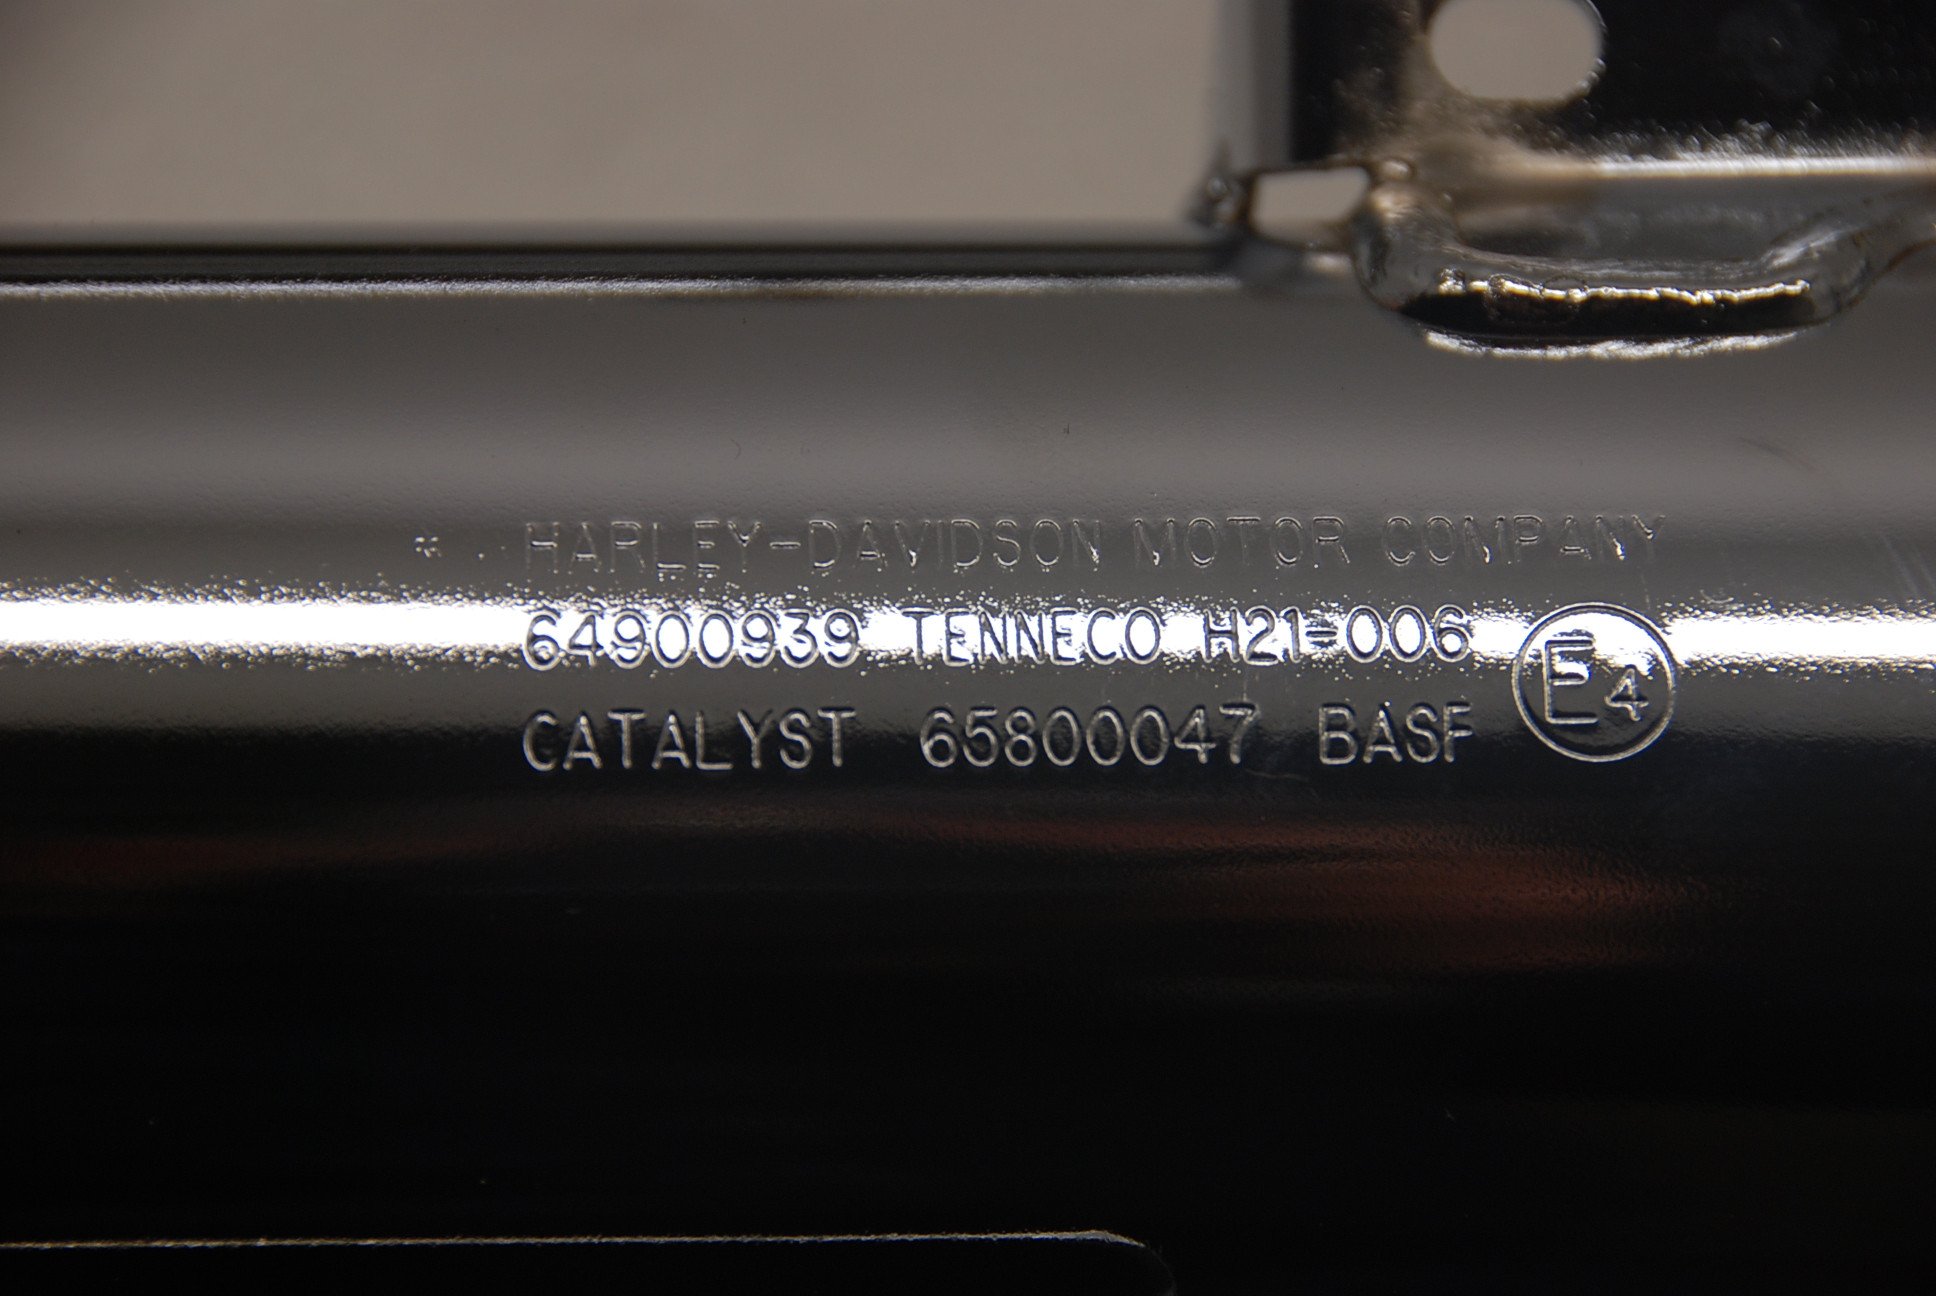 HARLEY-DAVIDSON MOTOR COMPANY
64900939 TENNECO H21-006
CATALYST 65800047 BASF
E4